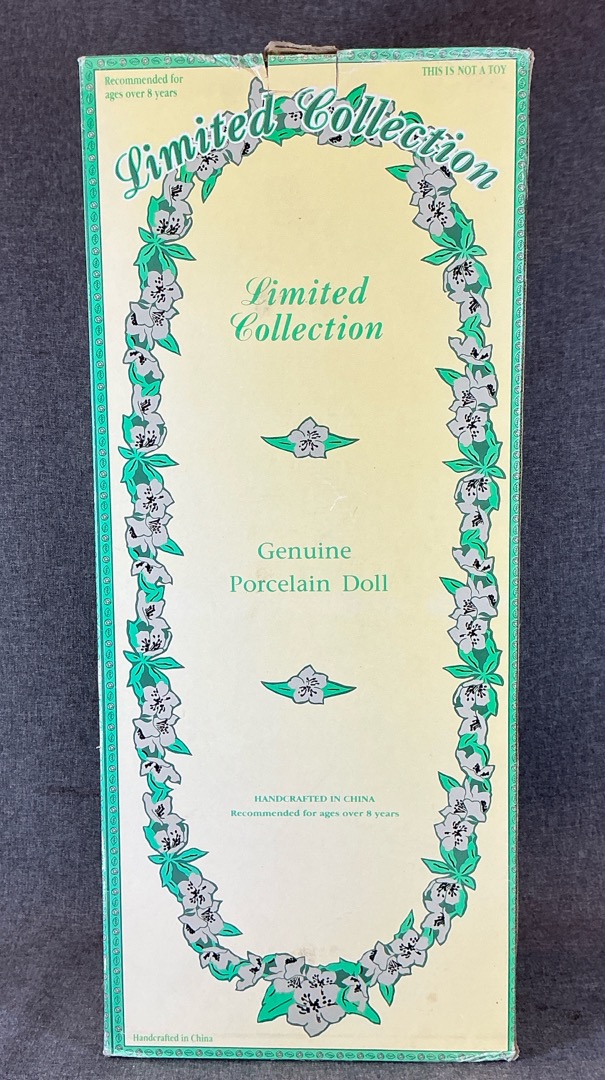 Recommended for
ages over 8 years
THIS IS NOT A TOY
Limited Collection
Limited
Collection
Genuine
Porcelain Doll
HANDCRAFTED IN CHINA
Recommended for ages over 8 years
Handcrafted in China